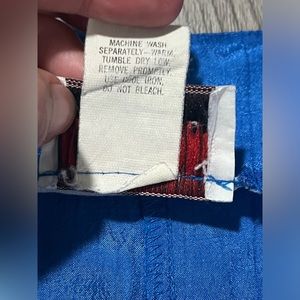 MACHINE WASH
SEPARATELY—WARM.
TUMBLE DRY LOW.
REMOVE PROMPTLY.
USE COOL IRON.
DO NOT BLEACH.